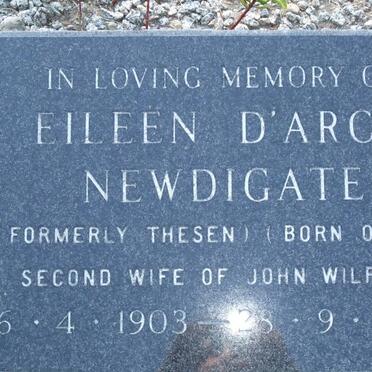 IN LOVING MEMORY O
EILEEN D'ARC
NEWDIGATE
FORMERLY THESEN) (BORN O
SECOND WIFE OF JOHN WILF
6 · 4 · 1903 — 28 · 9 ·